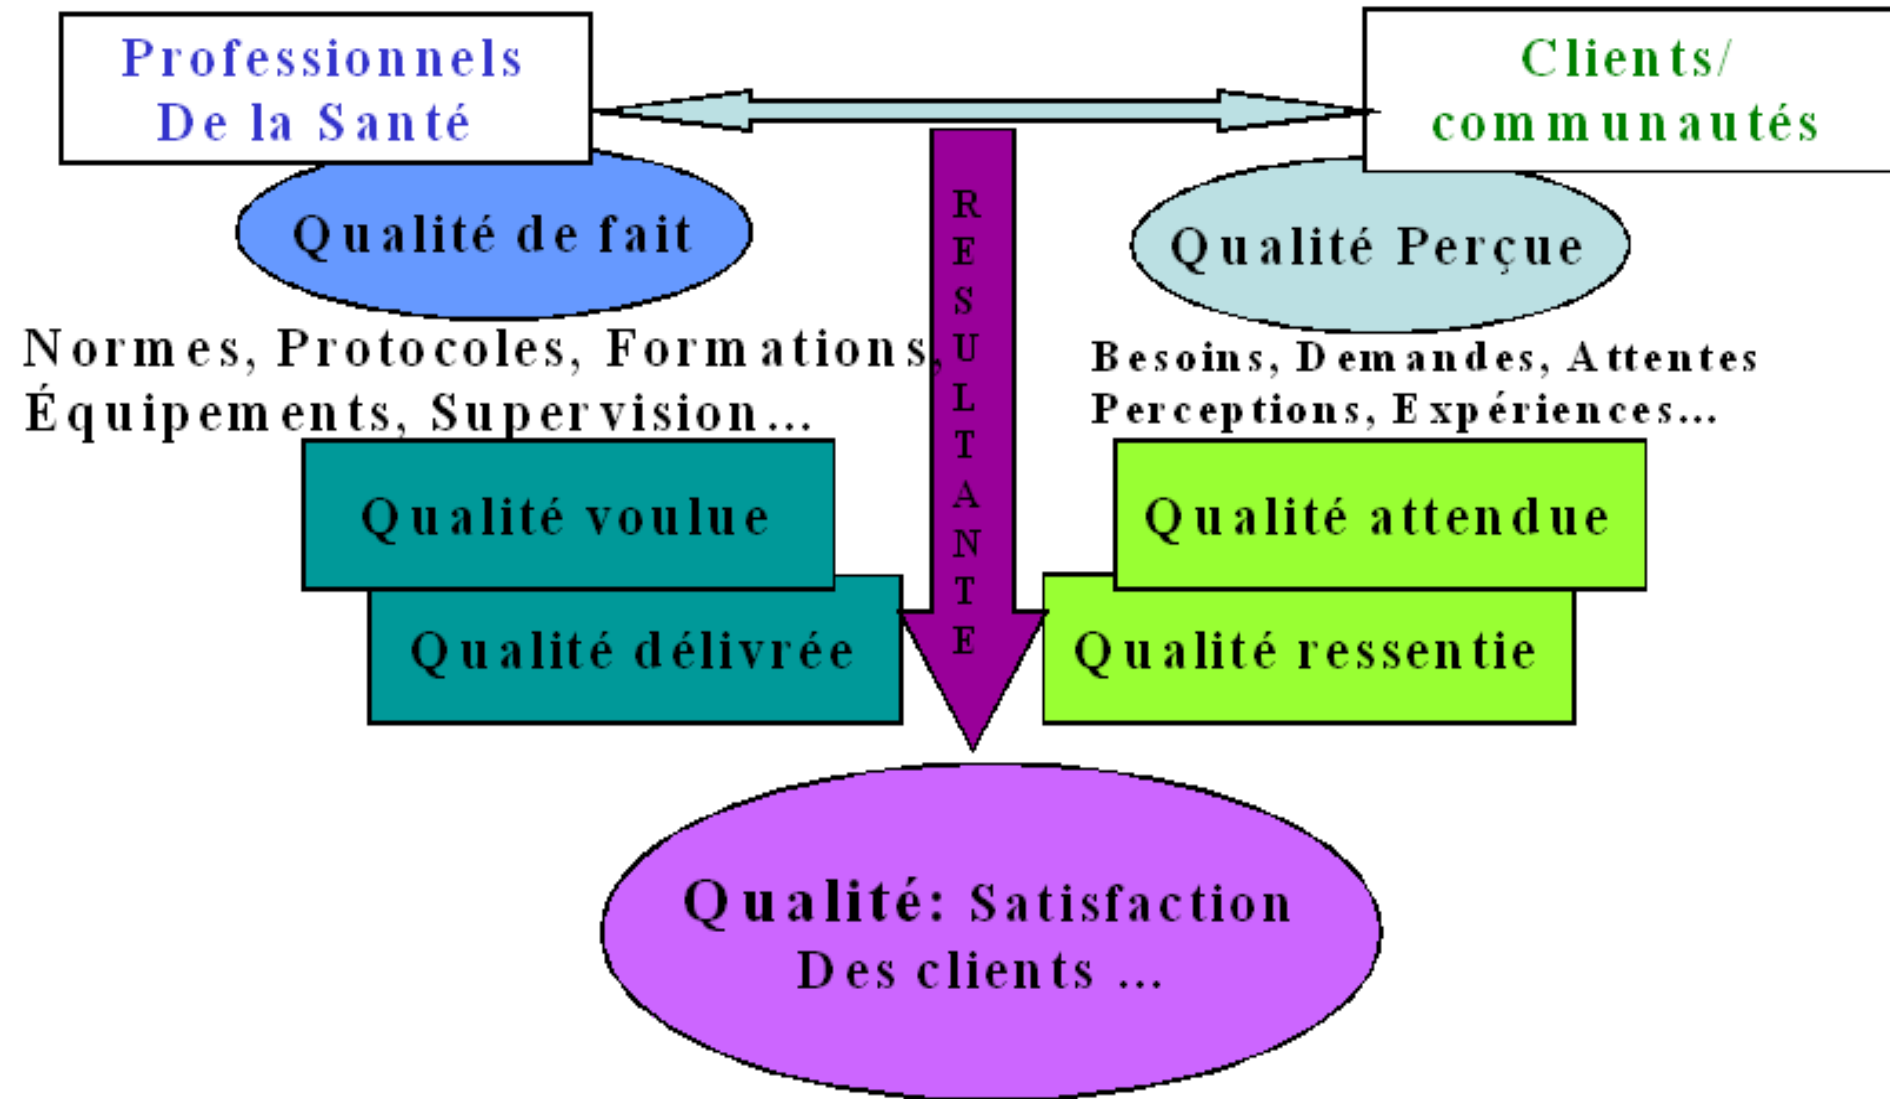 Professionnels
De la Santé
Clients/
communautés
Qualité de fait
Qualité Perçue
RESULTANTE
Normes, Protocoles, Formations,
Équipements, Supervision...
Besoins, Demandes, Attentes
Perceptions, Expériences...
Qualité voulue
Qualité attendue
Qualité délivrée
Qualité ressentie
Qualité: Satisfaction
Des clients ...